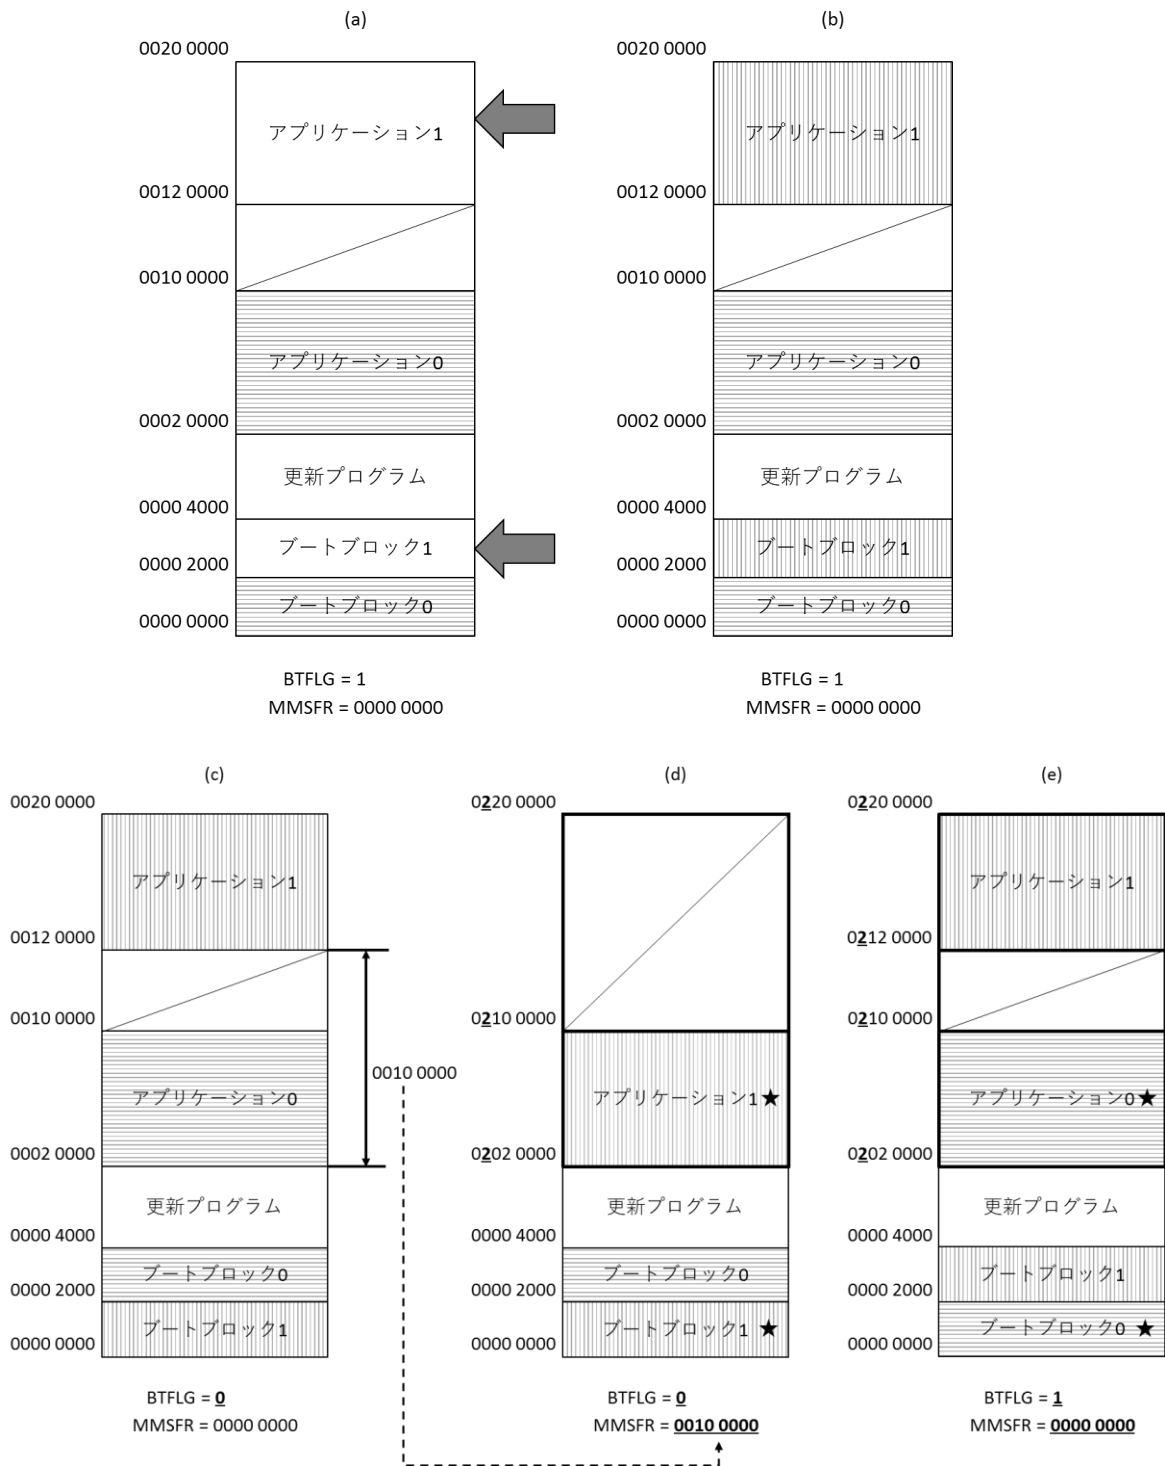 (a)
0020 0000
アプリケーション1
0012 0000
0010 0000
アプリケーション0
0002 0000
更新プログラム
0000 4000
ブートブロック1
0000 2000
ブートブロック0
0000 0000
BTFLG = 1
MMSFR = 0000 0000
(b)
0020 0000
アプリケーション1
0012 0000
0010 0000
アプリケーション0
0002 0000
更新プログラム
0000 4000
ブートブロック1
0000 2000
ブートブロック0
0000 0000
BTFLG = 1
MMSFR = 0000 0000
(c)
0020 0000
アプリケーション1
0012 0000
0010 0000
アプリケーション0
0010 0000
0002 0000
更新プログラム
0000 4000
ブートブロック0
0000 2000
ブートブロック1
0000 0000
BTFLG = 0
MMSFR = 0000 0000
(d)
0220 0000
0210 0000
アプリケーション1★
0202 0000
更新プログラム
0000 4000
ブートブロック0
0000 2000
ブートブロック1 ★
0000 0000
BTFLG = 0
MMSFR = 0010 0000
(e)
0220 0000
アプリケーション1
0212 0000
0210 0000
アプリケーション0★
0202 0000
更新プログラム
0000 4000
ブートブロック1
0000 2000
ブートブロック0 ★
0000 0000
BTFLG = 1
MMSFR = 0000 0000